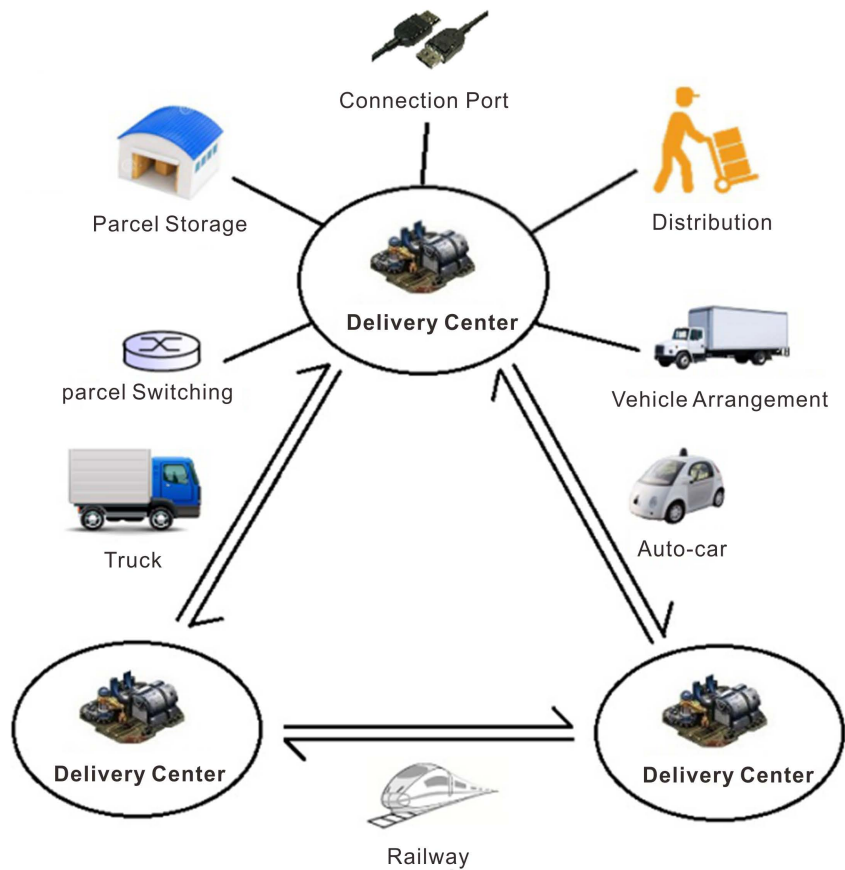 Connection Port
Parcel Storage
Distribution
Delivery Center
parcel Switching
Vehicle Arrangement
Truck
Auto-car
Delivery Center
Delivery Center
Railway